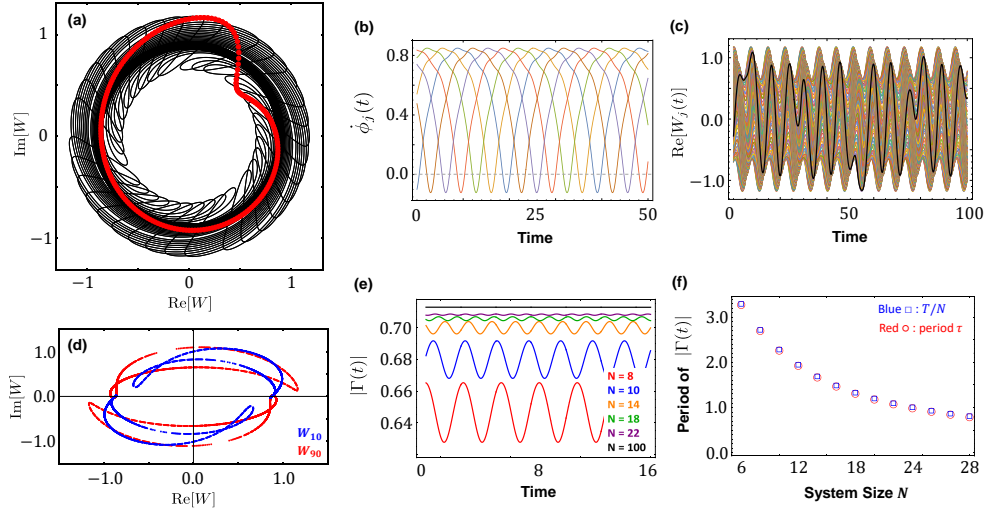 (a)
1
0
−1
Im[W]
−1
0
1
Re[W]
(b)
0.8
0.4
0.0
ϕ̇ⱼ(t)
0
25
50
Time
(c)
1.0
0.0
−1.0
Re[Wⱼ(t)]
0
50
100
Time
(d)
1.0
0.0
-1.0
Im[W]
W₁₀
W₉₀
−1.0
0.0
1.0
Re[W]
(e)
0.70
0.68
0.66
0.64
|Γ(t)|
N = 8
N = 10
N = 14
N = 18
N = 22
N = 100
0
8
16
Time
(f)
Blue □ : T/N
Red ○ : period τ
3.0
2.0
1.0
0.0
Period of |Γ(t)|
6
12
18
24
28
System Size N